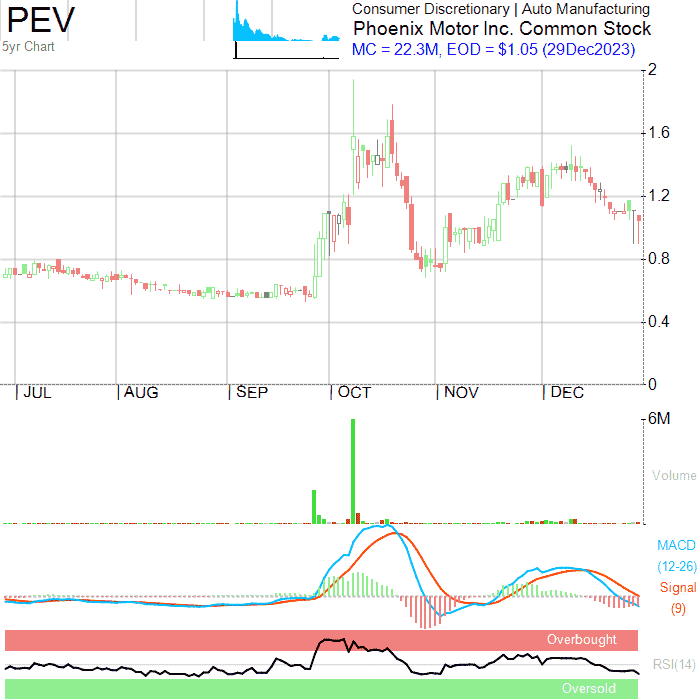 PEV
5yr Chart
Consumer Discretionary | Auto Manufacturing
Phoenix Motor Inc. Common Stock
MC = 22.3M, EOD = $1.05 (29Dec2023)
2
1.6
1.2
0.8
0.4
0
| JUL | AUG | SEP | OCT | NOV | DEC
6M
Volume
MACD
(12-26)
Signal
(9)
Overbought
RSI(14)
Oversold